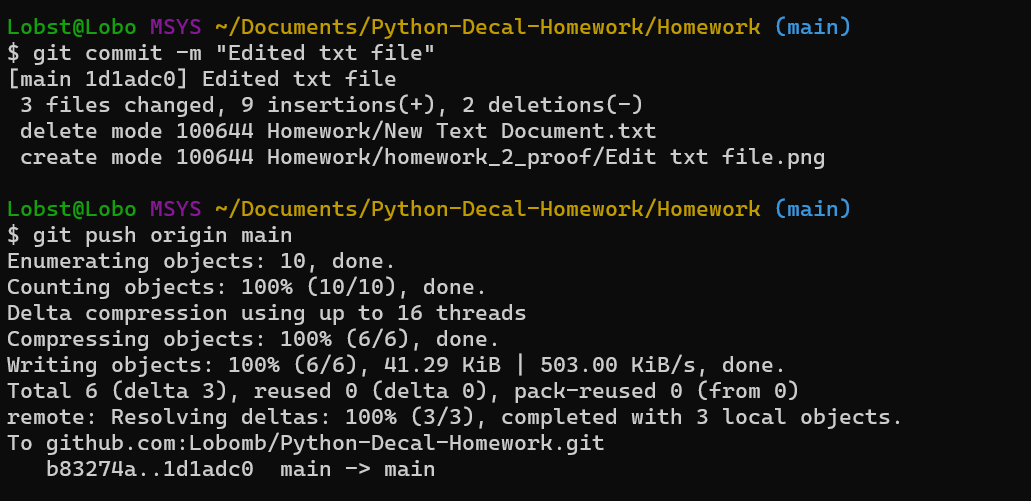 Lobst@Lobo MSYS ~/Documents/Python-Decal-Homework/Homework (main)
$ git commit -m "Edited txt file"
[main 1d1adc0] Edited txt file
 3 files changed, 9 insertions(+), 2 deletions(-)
 delete mode 100644 Homework/New Text Document.txt
 create mode 100644 Homework/homework_2_proof/Edit txt file.png

Lobst@Lobo MSYS ~/Documents/Python-Decal-Homework/Homework (main)
$ git push origin main
Enumerating objects: 10, done.
Counting objects: 100% (10/10), done.
Delta compression using up to 16 threads
Compressing objects: 100% (6/6), done.
Writing objects: 100% (6/6), 41.29 KiB | 503.00 KiB/s, done.
Total 6 (delta 3), reused 0 (delta 0), pack-reused 0 (from 0)
remote: Resolving deltas: 100% (3/3), completed with 3 local objects.
To github.com:Lobomb/Python-Decal-Homework.git
   b83274a..1d1adc0  main -> main